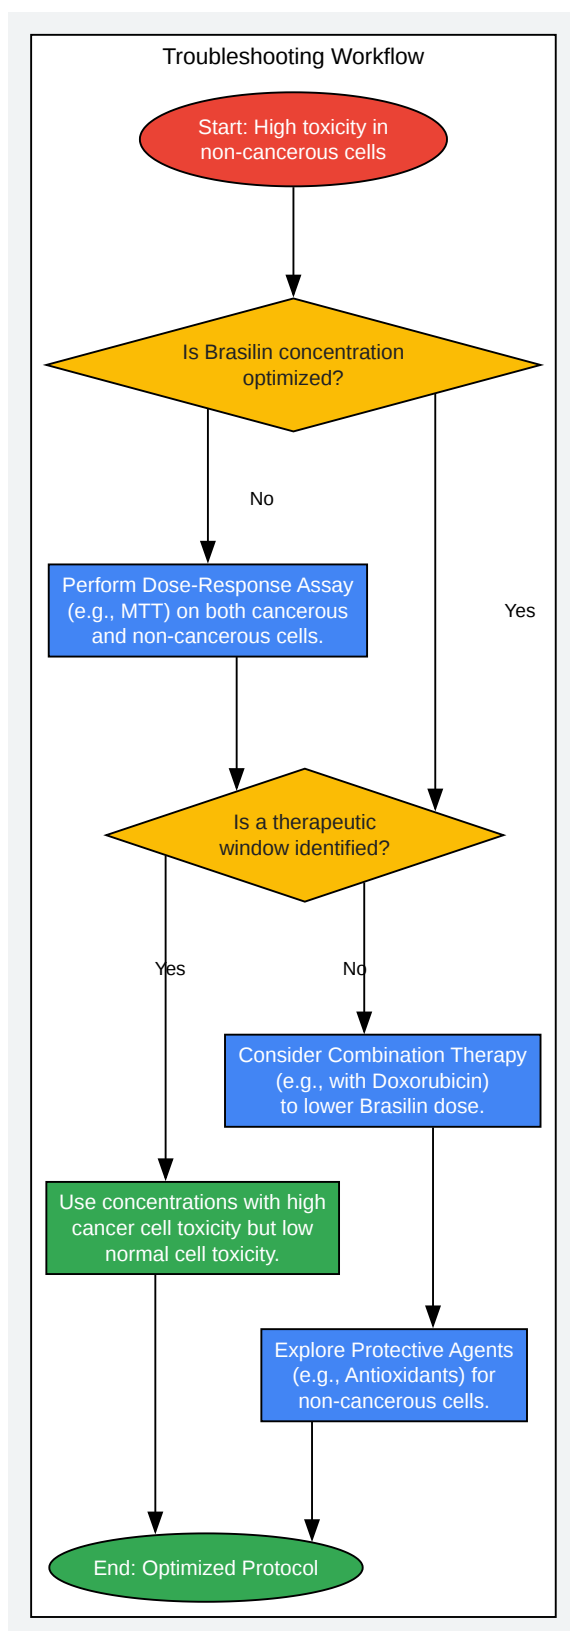 Troubleshooting Workflow
Start: High toxicity in
non-cancerous cells
Is Brasilin concentration
optimized?
No
Perform Dose-Response Assay
(e.g., MTT) on both cancerous
and non-cancerous cells.
Yes
Is a therapeutic
window identified?
Yes
No
Consider Combination Therapy
(e.g., with Doxorubicin)
to lower Brasilin dose.
Use concentrations with high
cancer cell toxicity but low
normal cell toxicity.
Explore Protective Agents
(e.g., Antioxidants) for
non-cancerous cells.
End: Optimized Protocol